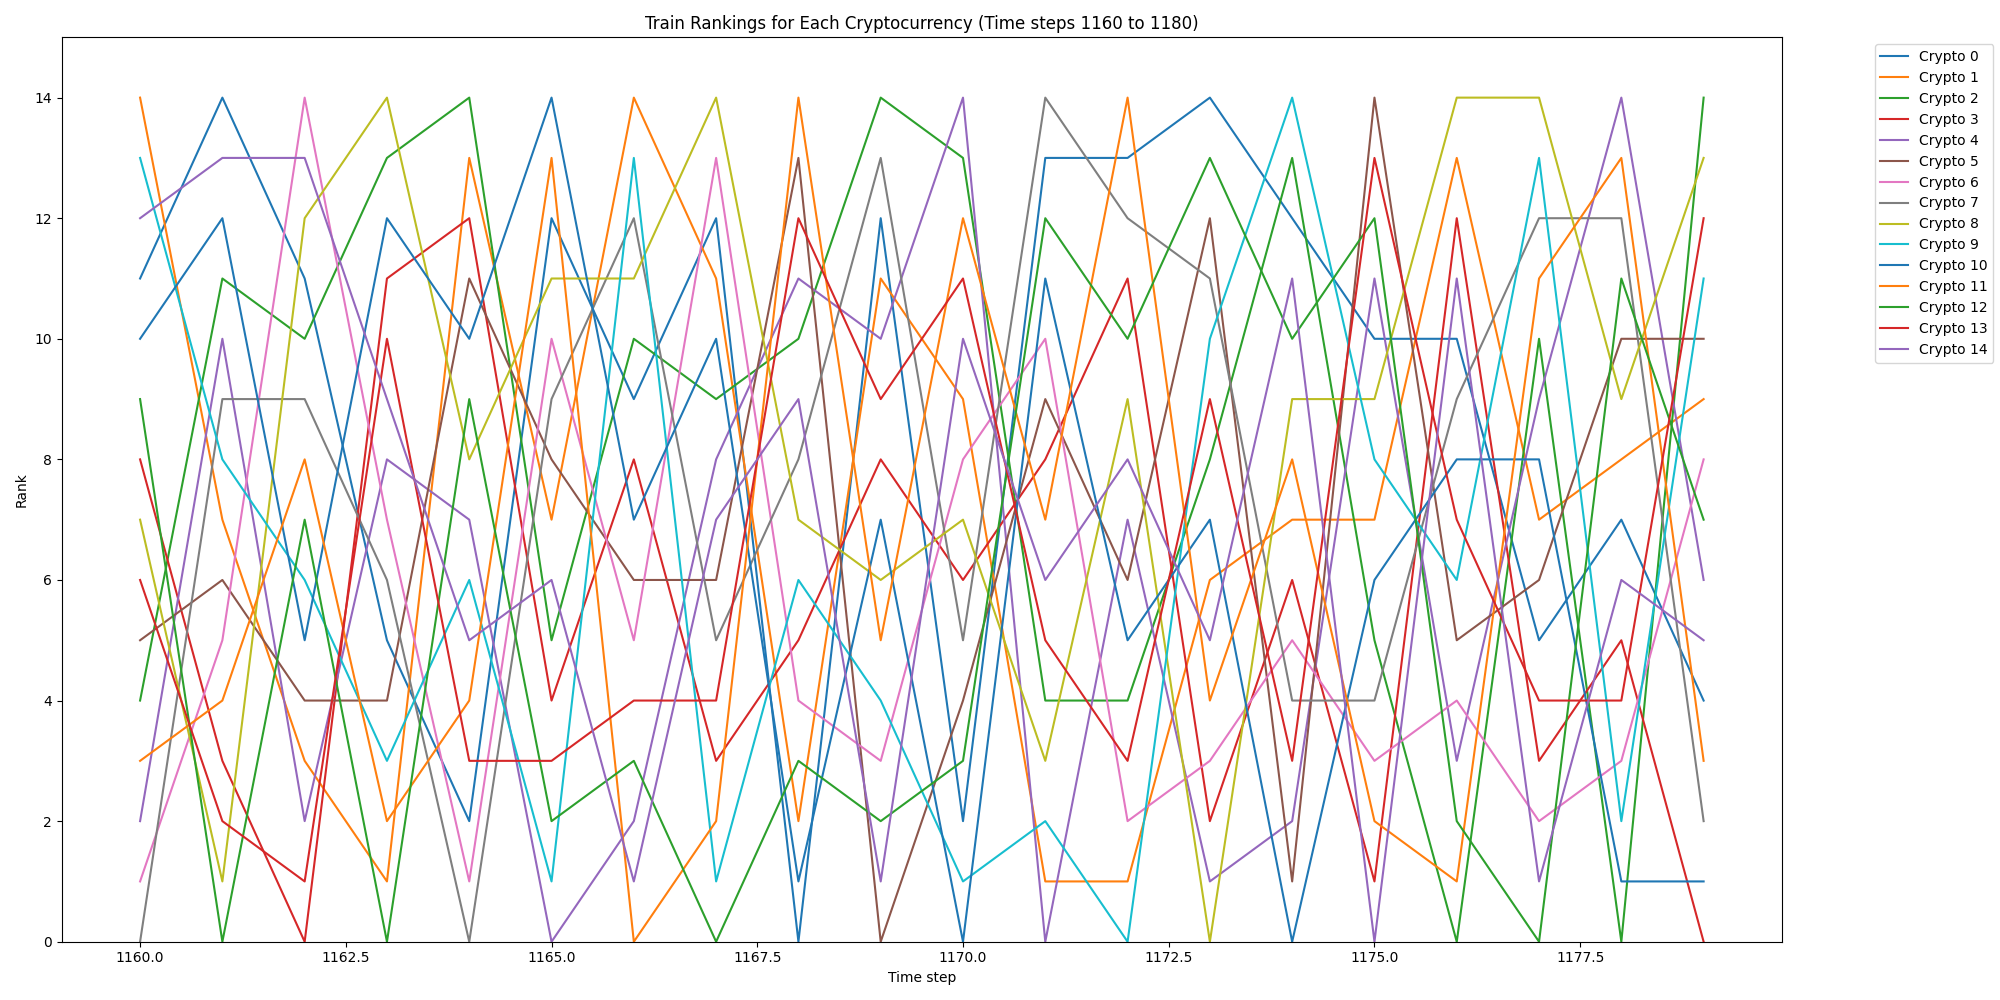 Train Rankings for Each Cryptocurrency (Time steps 1160 to 1180)
Rank
14
12
10
8
6
4
2
0
1160.0 1162.5 1165.0 1167.5 1170.0 1172.5 1175.0 1177.5
Time step
Crypto 0
Crypto 1
Crypto 2
Crypto 3
Crypto 4
Crypto 5
Crypto 6
Crypto 7
Crypto 8
Crypto 9
Crypto 10
Crypto 11
Crypto 12
Crypto 13
Crypto 14